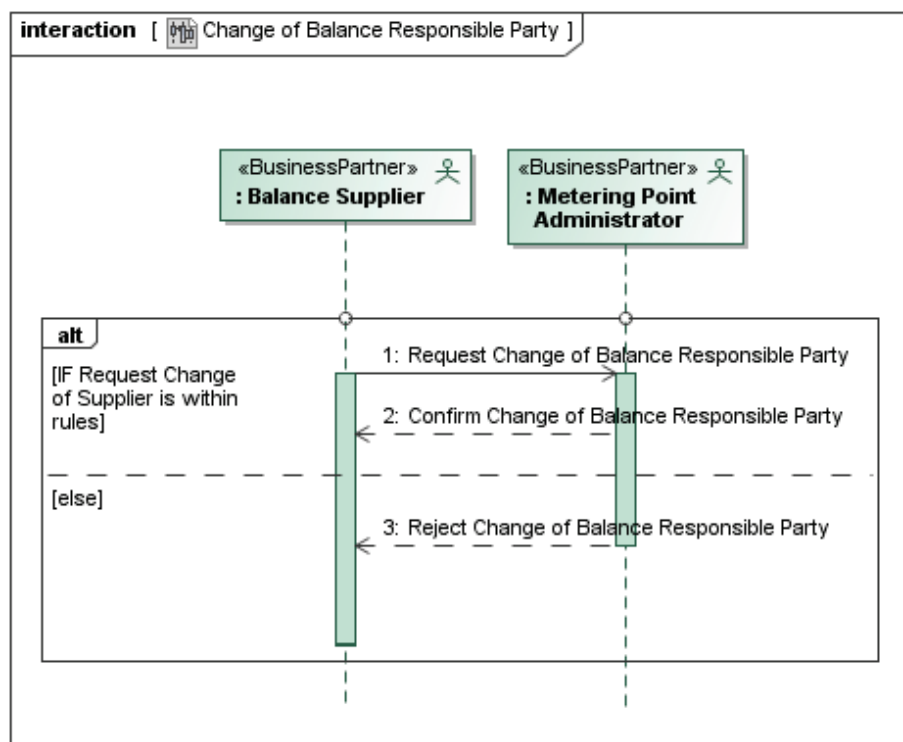 interaction [ Change of Balance Responsible Party ]
«BusinessPartner»
: Balance Supplier
«BusinessPartner»
: Metering Point
Administrator
alt
1: Request Change of Balance Responsible Party
[IF Request Change
of Supplier is within
rules]
2: Confirm Change of Balance Responsible Party
[else]
3: Reject Change of Balance Responsible Party